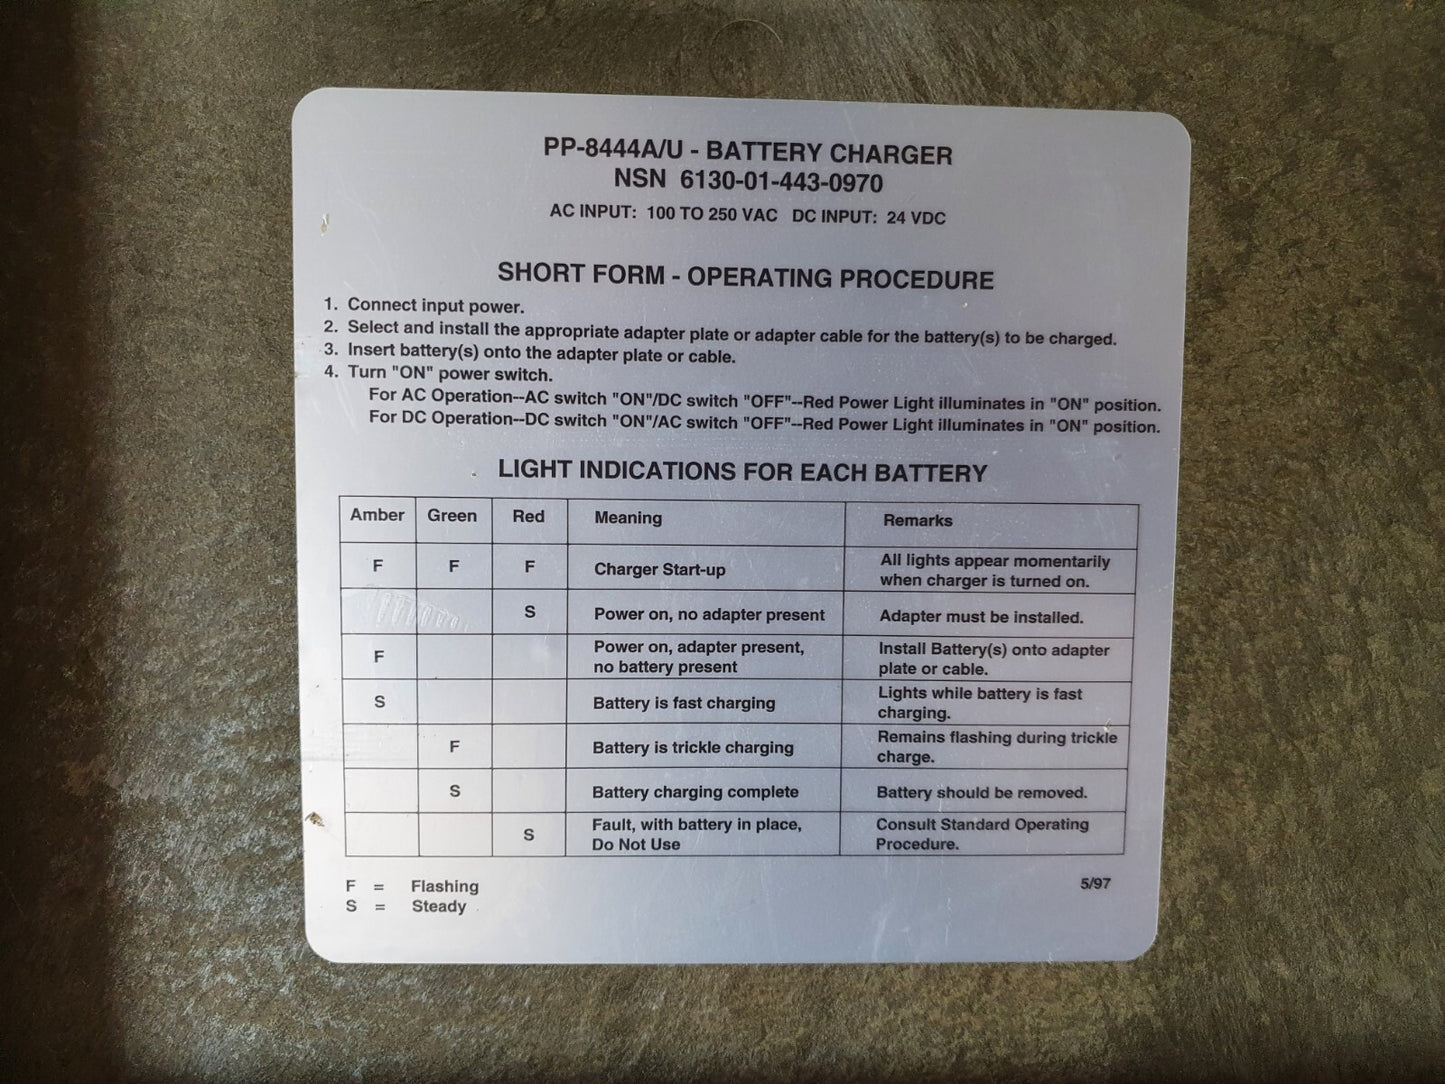 PP-8444A/U - BATTERY CHARGER
NSN 6130-01-443-0970
AC INPUT: 100 TO 250 VAC DC INPUT: 24 VDC
SHORT FORM - OPERATING PROCEDURE
1. Connect input power.
2. Select and install the appropriate adapter plate or adapter cable for the battery(s) to be charged.
3. Insert battery(s) onto the adapter plate or cable.
4. Turn "ON" power switch.
For AC Operation--AC switch "ON"/DC switch "OFF"--Red Power Light illuminates in "ON" position.
For DC Operation--DC switch "ON"/AC switch "OFF"--Red Power Light illuminates in "ON" position.
LIGHT INDICATIONS FOR EACH BATTERY
Amber Green Red Meaning Remarks
F F F Charger Start-up All lights appear momentarily
when charger is turned on.
S Power on, no adapter present Adapter must be installed.
F Power on, adapter present, Install Battery(s) onto adapter
no battery present plate or cable.
S Battery is fast charging Lights while battery is fast
charging.
F Battery is trickle charging Remains flashing during trickle
charge.
S Battery charging complete Battery should be removed.
S Fault, with battery in place, Consult Standard Operating
Do Not Use Procedure.
F = Flashing 5/97
S = Steady